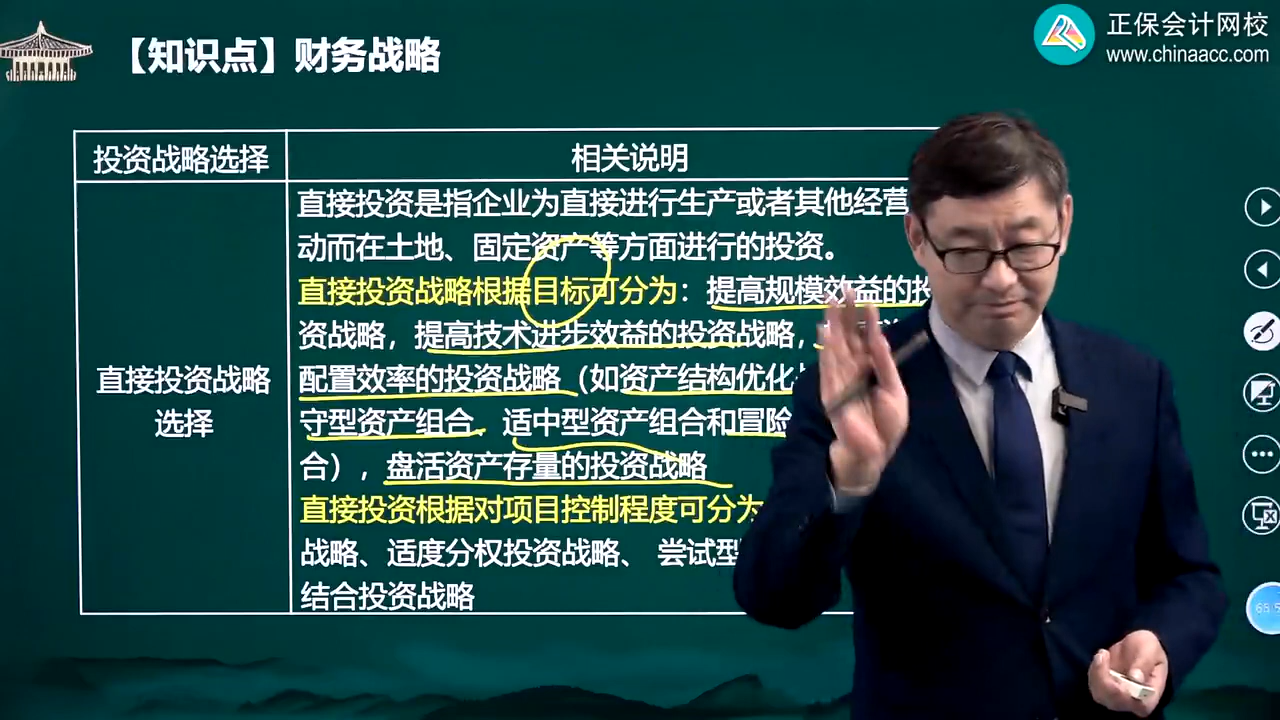 【知识点】财务战略
正保会计网校
www.chinaacc.com
投资战略选择
相关说明
直接投资战略
选择
直接投资是指企业为直接进行生产或者其他经营
动而在土地、固定资产等方面进行的投资。
直接投资战略根据目标可分为：提高规模效益的投
资战略，提高技术进步效益的投资战略，
配置效率的投资战略（如资产结构优化
守型资产组合、适中型资产组合和冒险
合），盘活资产存量的投资战略
直接投资根据对项目控制程度可分为
战略、适度分权投资战略、 尝试型
结合投资战略
65:5